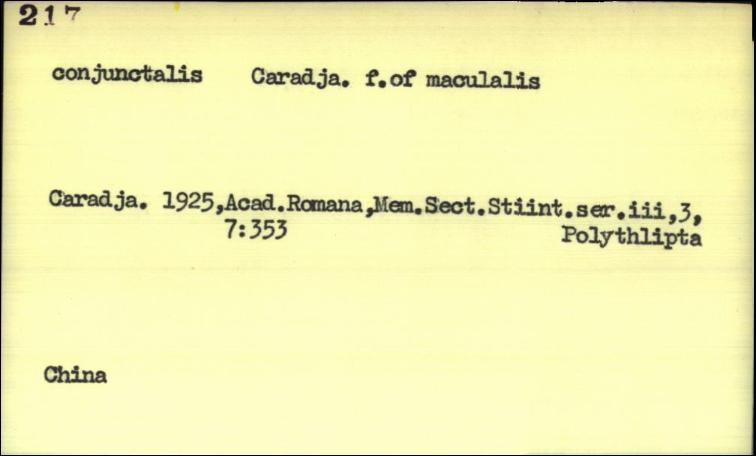 217
conjunctalis Caradja. f.of maculalis
Caradja. 1925,Acad.Romana,Mem.Sect.Stiint.ser.iii,3,
7:353 Polythlipta
China